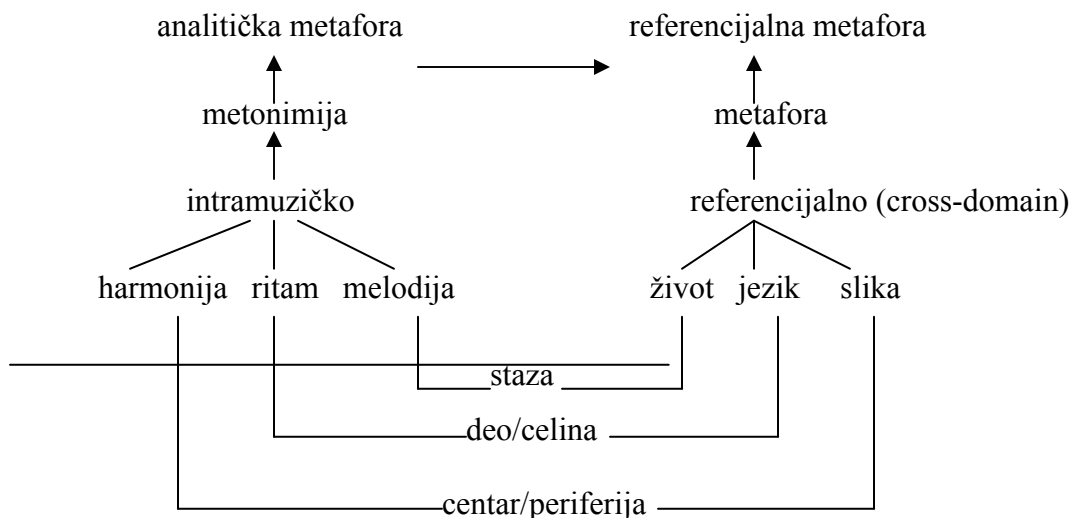 analitička metafora referencijalna metafora
metonimija metafora
intramuzičko referencijalno (cross-domain)
harmonija ritam melodija život jezik slika
staza
deo/celina
centar/periferija